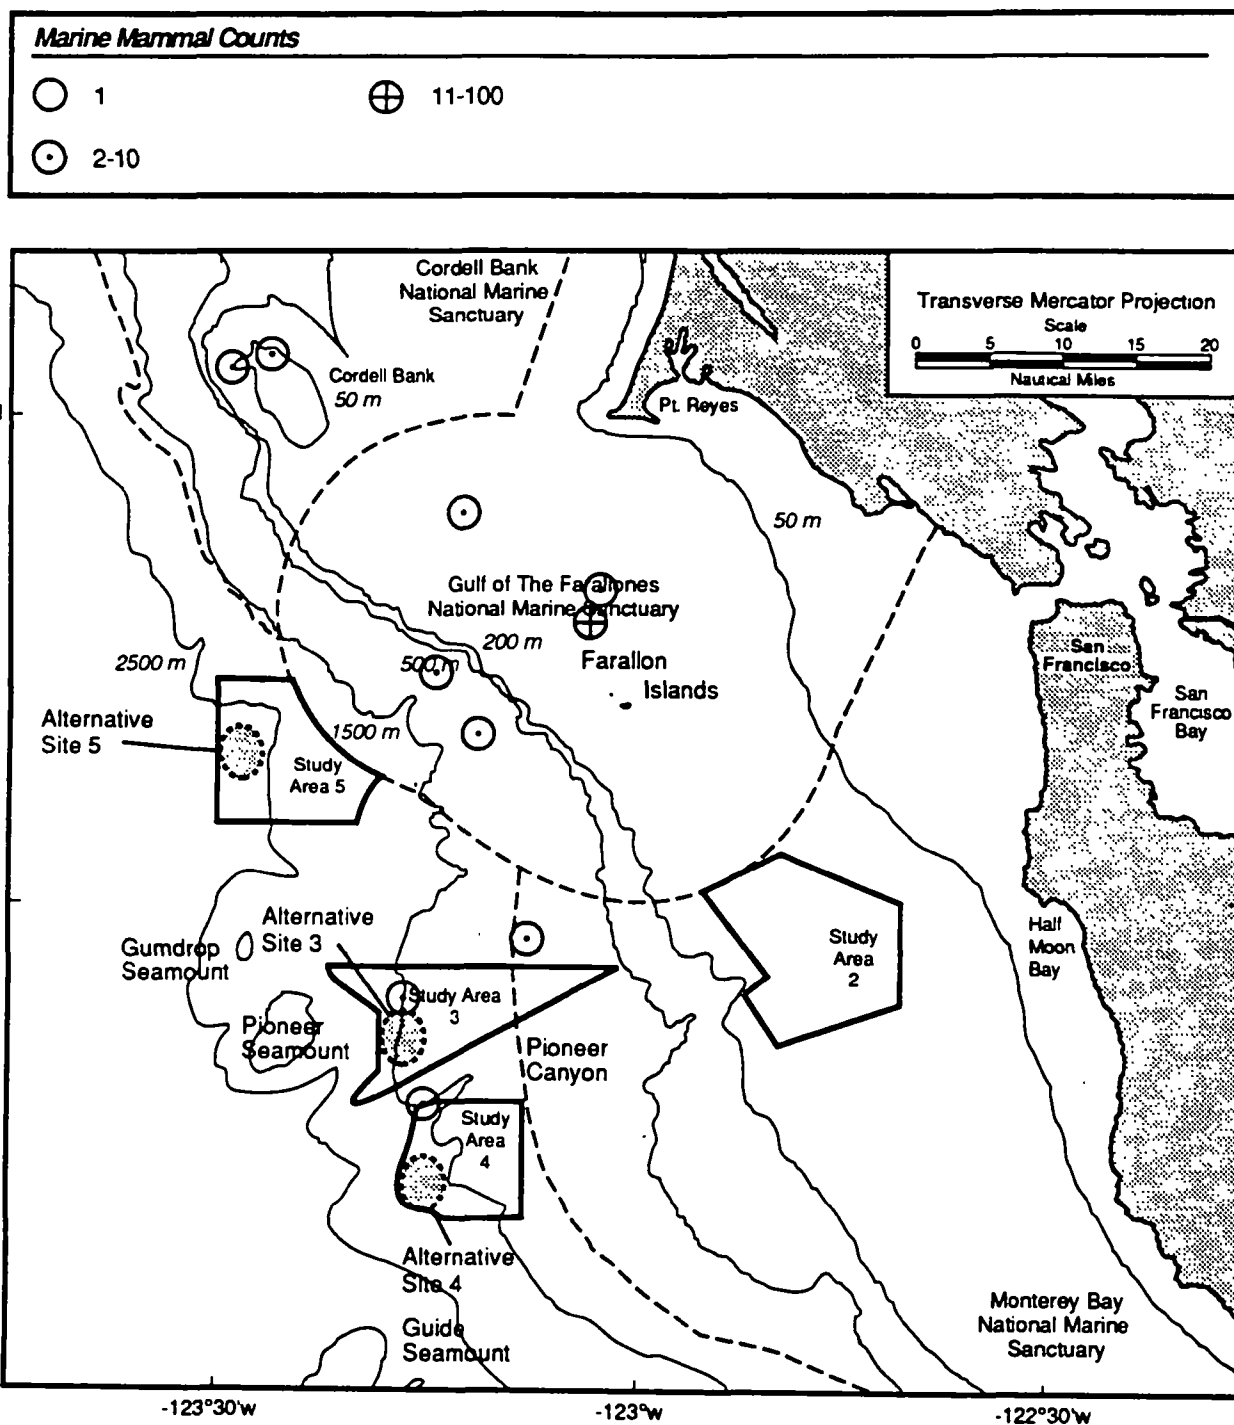 Marine Mammal Counts
1
11-100
2-10
Cordell Bank
National Marine
Sanctuary
Transverse Mercator Projection
Scale
0 5 10 15 20
Nautical Miles
Cordell Bank
50 m
Pt. Reyes
50 m
Gulf of The Farallones
National Marine Sanctuary
200 m
500 m
Farallon
Islands
2500 m
San
Francisco
San
Francisco
Bay
Alternative
Site 5
1500 m
Study
Area 5
Alternative
Site 3
Gumdrop
Seamount
Study
Area
2
Half
Moon
Bay
Study Area
3
Pioneer
Seamount
Pioneer
Canyon
Study
Area
4
Alternative
Site 4
Guide
Seamount
Monterey Bay
National Marine
Sanctuary
-123°30'W
-123°W
-122°30'W